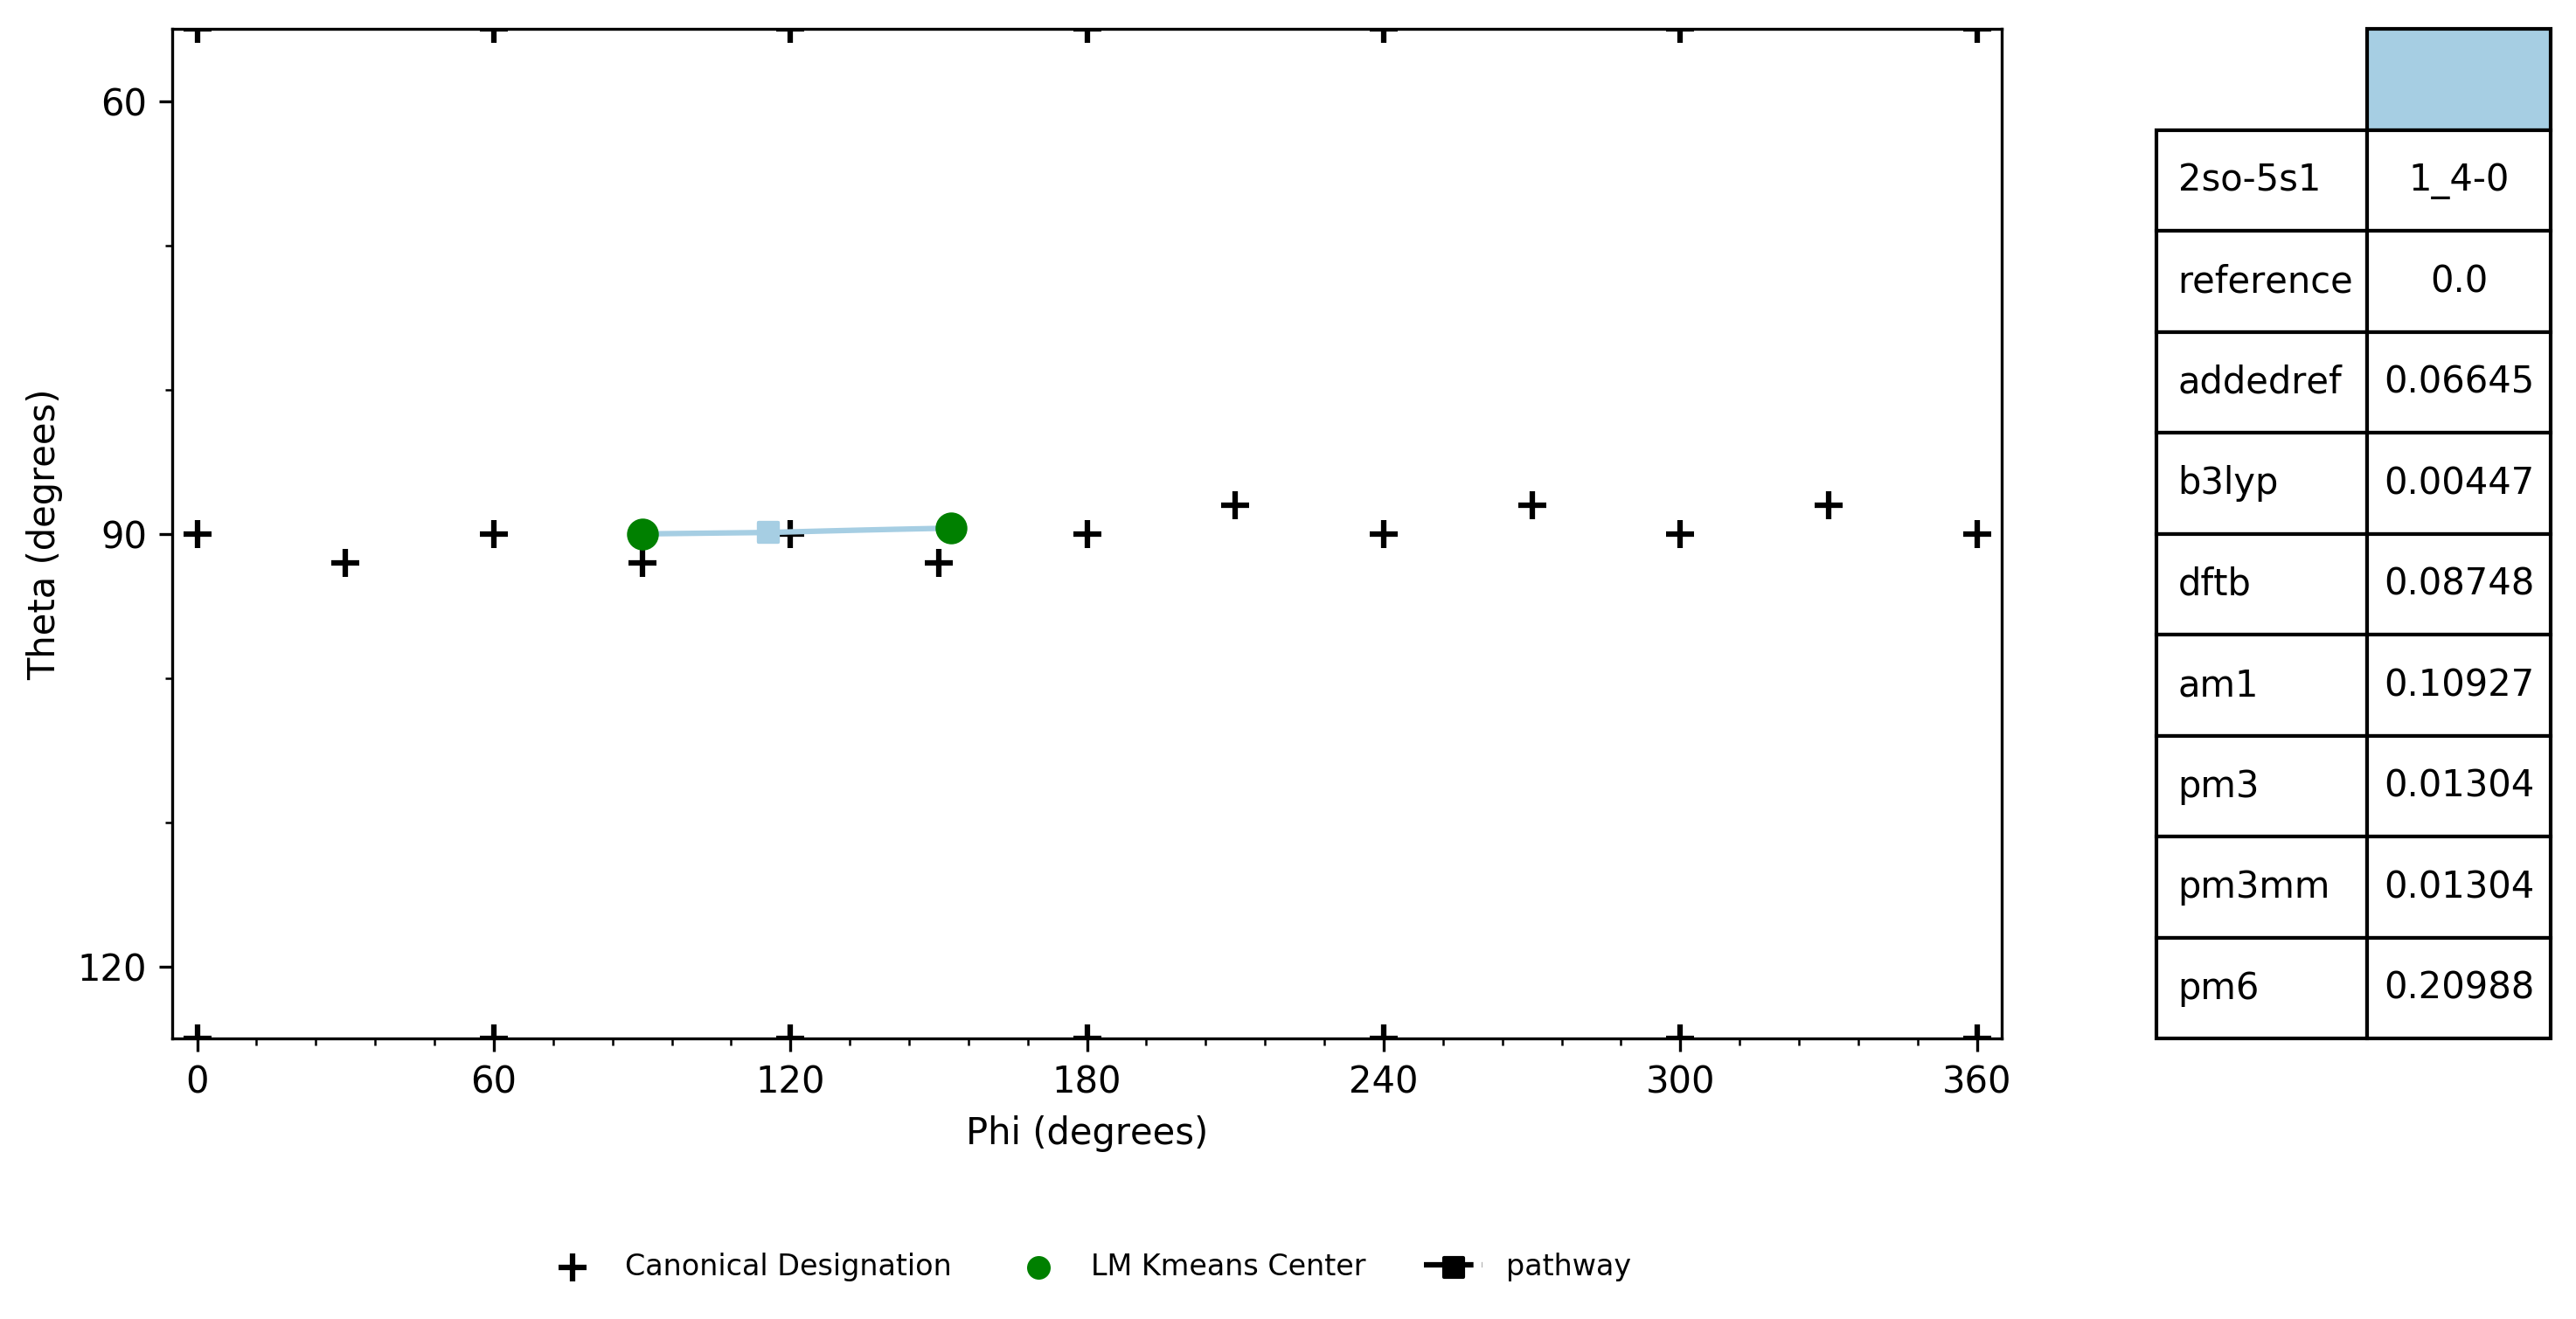 60
90
120
Theta (degrees)
0 60 120 180 240 300 360
Phi (degrees)
Canonical Designation LM Kmeans Center pathway
2so-5s1 1_4-0
reference 0.0
addedref 0.06645
b3lyp 0.00447
dftb 0.08748
am1 0.10927
pm3 0.01304
pm3mm 0.01304
pm6 0.20988